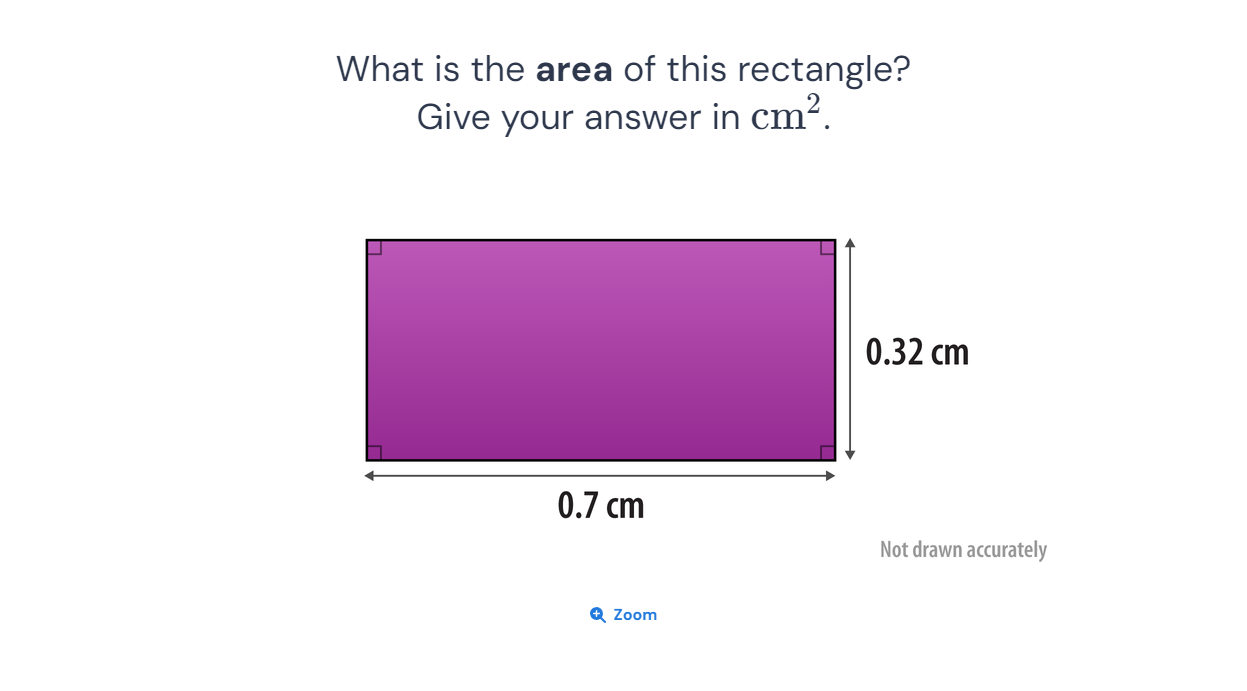 What is the area of this rectangle?
Give your answer in cm².
0.32 cm
0.7 cm
Not drawn accurately
Zoom